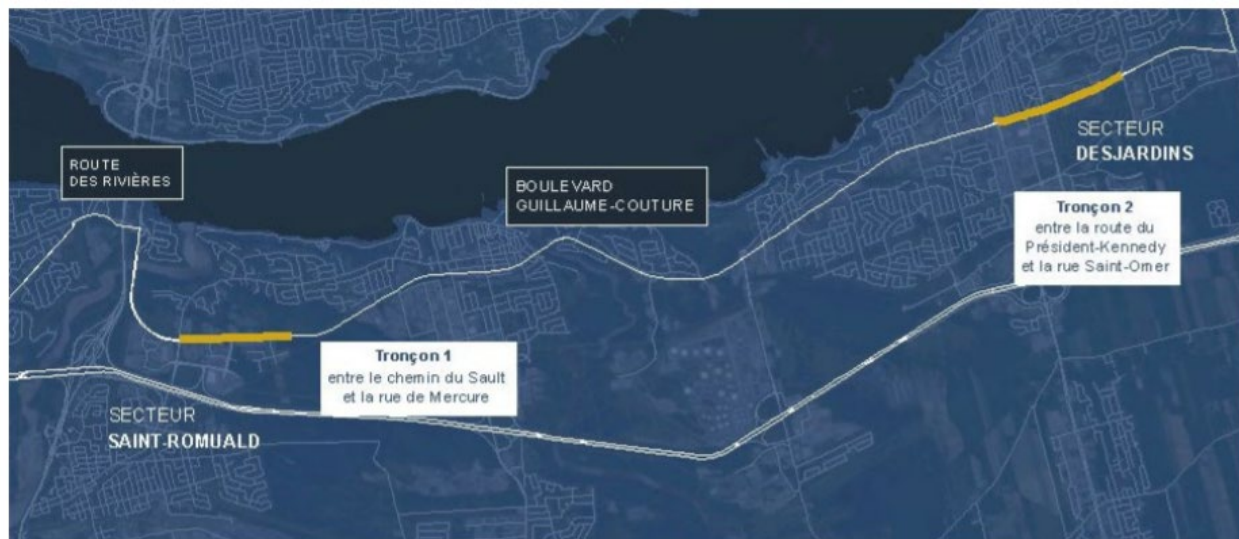 ROUTE
DES RIVIÈRES
BOULEVARD
GUILLAUME-COUTURE
SECTEUR
DESJARDINS
Tronçon 2
entre la route du
Président-Kennedy
et la rue Saint-Omer
Tronçon 1
entre le chemin du Sault
et la rue de Mercure
SECTEUR
SAINT-ROMUALD